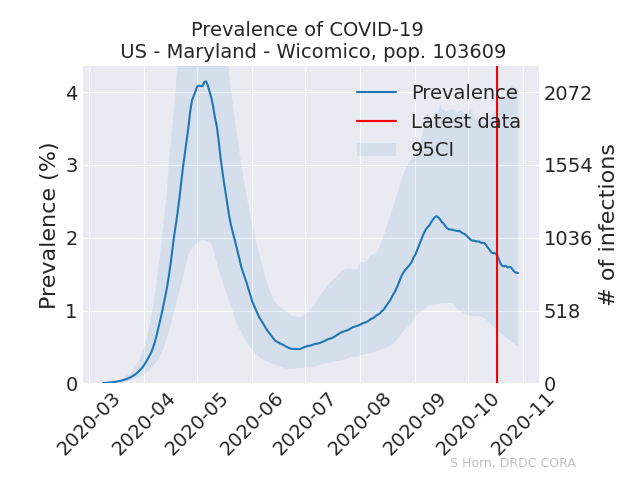 Prevalence of COVID-19
US - Maryland - Wicomico, pop. 103609
Prevalence
Latest data
95CI
Prevalence (%)
4
3
2
1
0
# of infections
2072
1554
1036
518
0
2020-03
2020-04
2020-05
2020-06
2020-07
2020-08
2020-09
2020-10
2020-11
S Horn, DRDC CORA